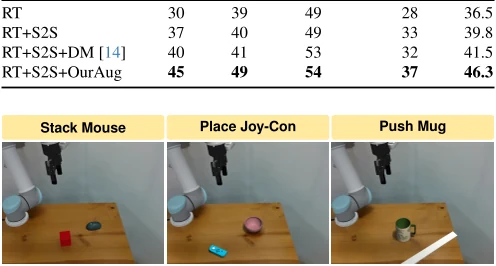 RT 30 39 49 28 36.5
RT+S2S 37 40 49 33 39.8
RT+S2S+DM [14] 40 41 53 32 41.5
RT+S2S+OurAug 45 49 54 37 46.3
Stack Mouse Place Joy-Con Push Mug